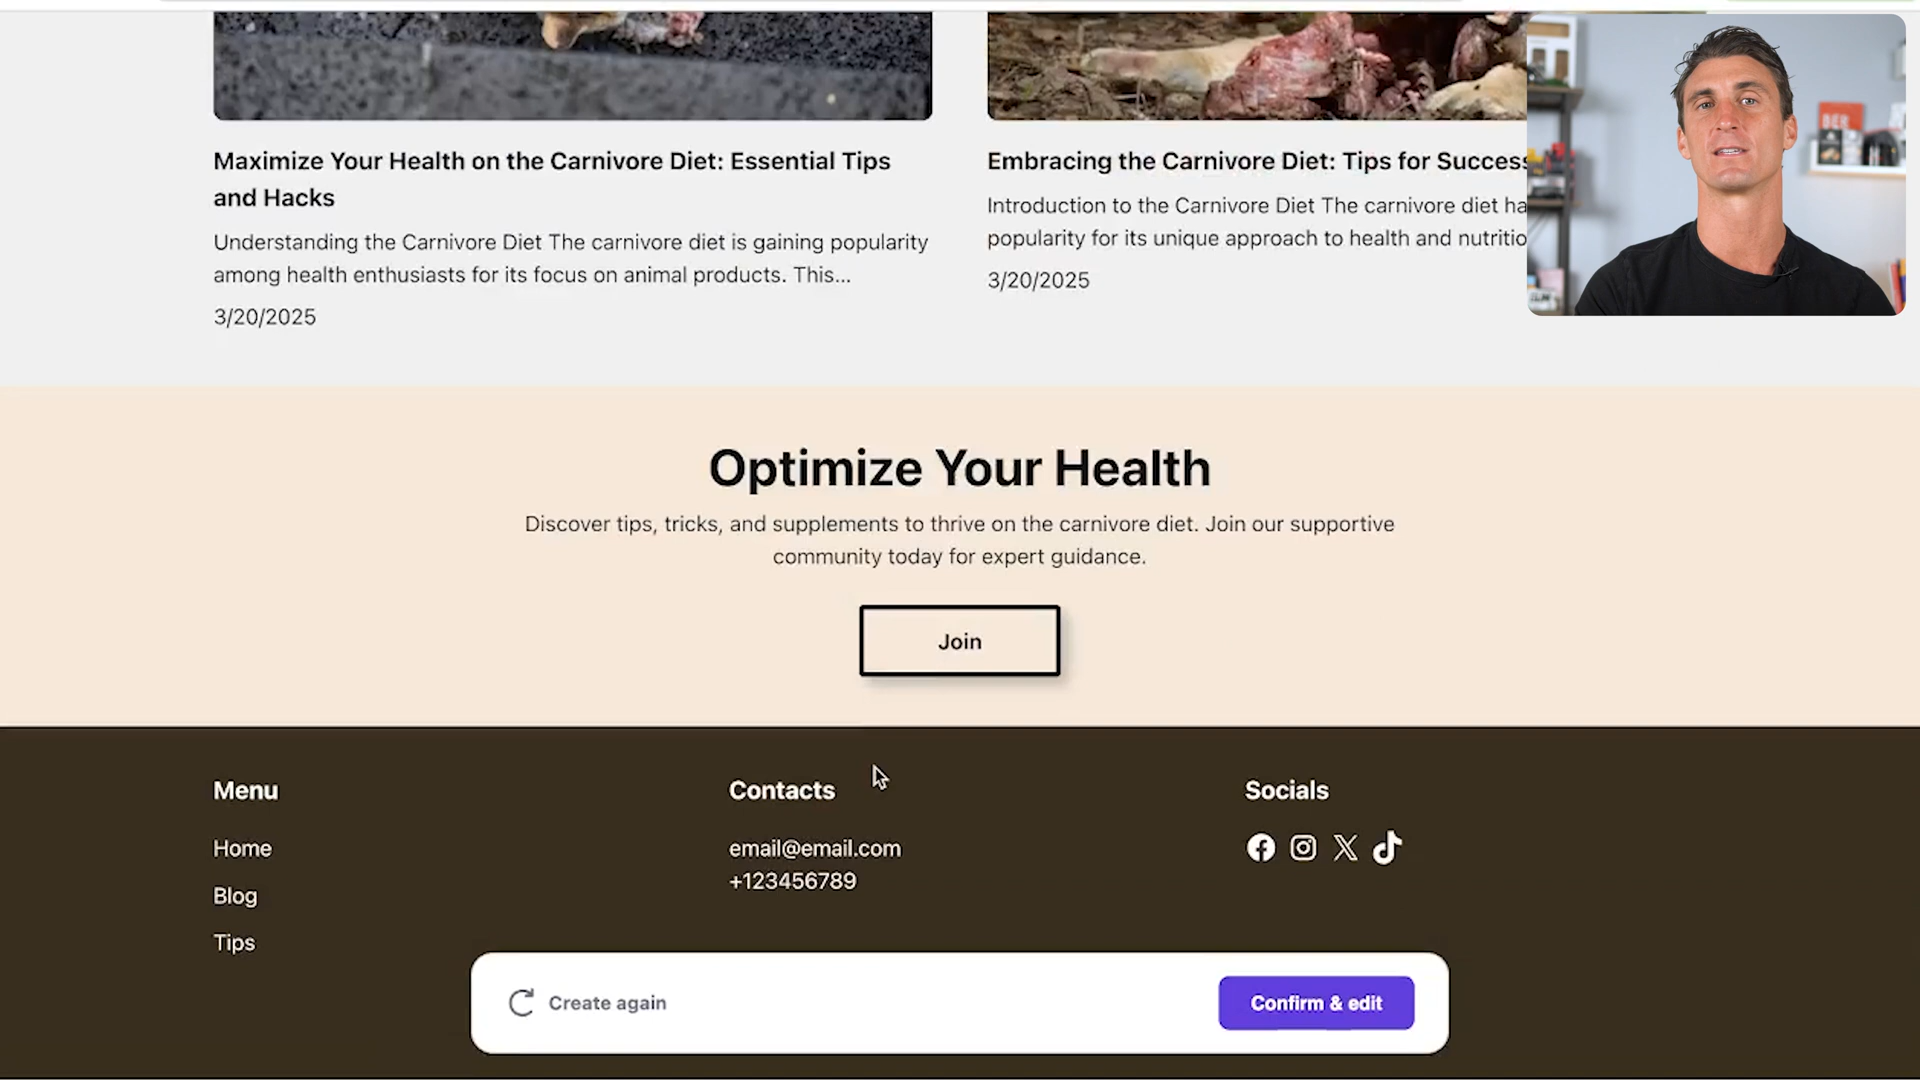 Maximize Your Health on the Carnivore Diet: Essential Tips
and Hacks
Understanding the Carnivore Diet The carnivore diet is gaining popularity
among health enthusiasts for its focus on animal products. This...
3/20/2025
Embracing the Carnivore Diet: Tips for Success
Introduction to the Carnivore Diet The carnivore diet ha
popularity for its unique approach to health and nutritio
3/20/2025
Optimize Your Health
Discover tips, tricks, and supplements to thrive on the carnivore diet. Join our supportive
community today for expert guidance.
Join
Menu
Home
Blog
Tips
Contacts
email@email.com
+123456789
Socials
Create again
Confirm & edit